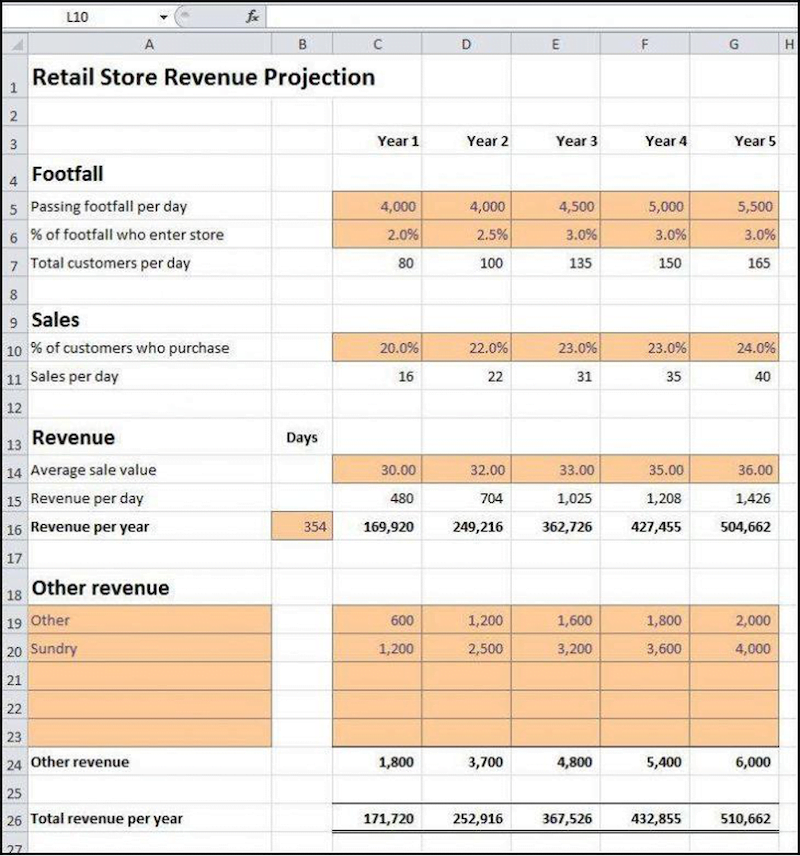 L10 fx
A B C D E F G H
1 Retail Store Revenue Projection
2
3 Year 1 Year 2 Year 3 Year 4 Year 5
4 Footfall
5 Passing footfall per day 4,000 4,000 4,500 5,000 5,500
6 % of footfall who enter store 2.0% 2.5% 3.0% 3.0% 3.0%
7 Total customers per day 80 100 135 150 165
8
9 Sales
10 % of customers who purchase 20.0% 22.0% 23.0% 23.0% 24.0%
11 Sales per day 16 22 31 35 40
12
13 Revenue Days
14 Average sale value 30.00 32.00 33.00 35.00 36.00
15 Revenue per day 480 704 1,025 1,208 1,426
16 Revenue per year 354 169,920 249,216 362,726 427,455 504,662
17
18 Other revenue
19 Other 600 1,200 1,600 1,800 2,000
20 Sundry 1,200 2,500 3,200 3,600 4,000
21
22
23
24 Other revenue 1,800 3,700 4,800 5,400 6,000
25
26 Total revenue per year 171,720 252,916 367,526 432,855 510,662
27